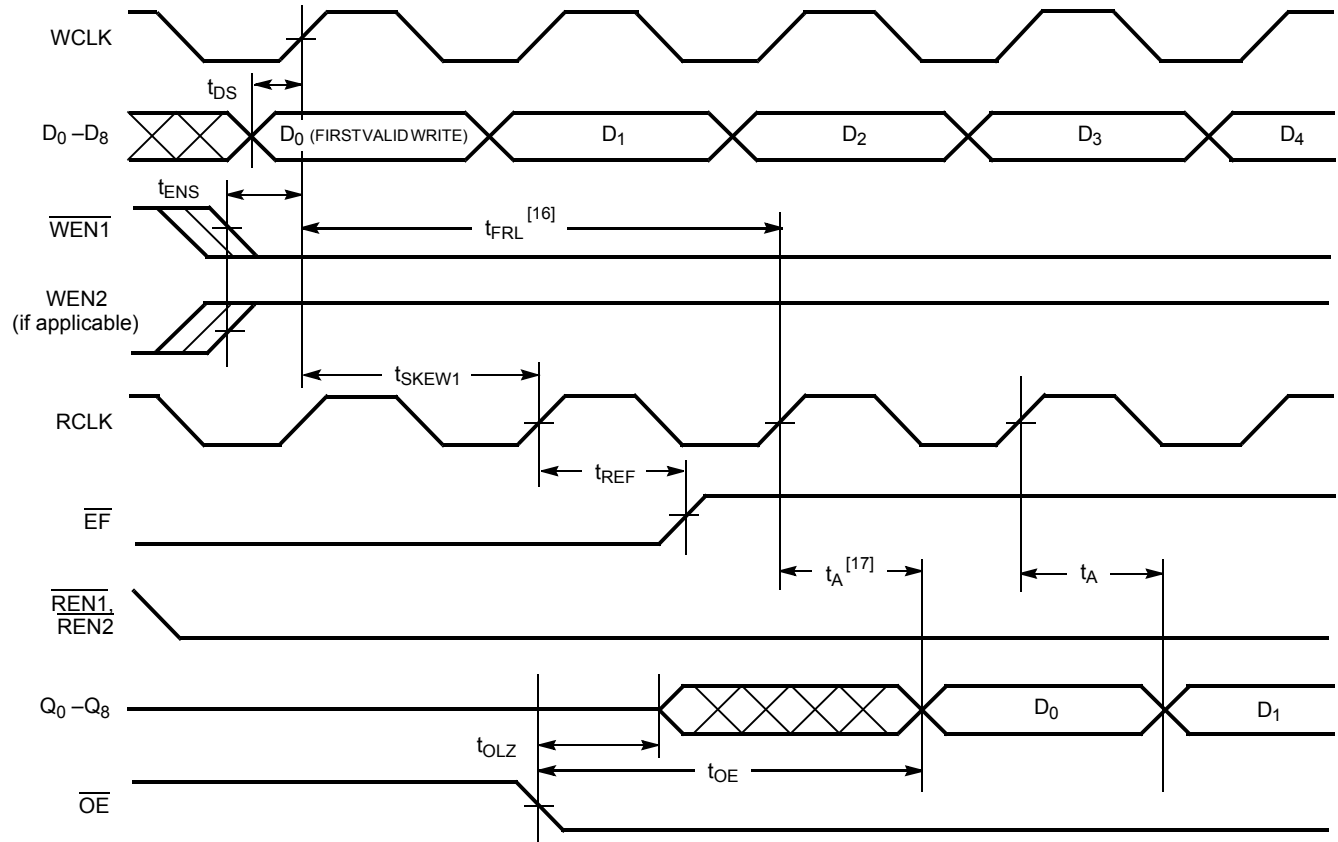 WCLK
tDS
D0 –D8
D0 (FIRSTVALIDWRITE)
D1
D2
D3
D4
tENS
WEN1
tFRL [16]
WEN2
(if applicable)
tSKEW1
RCLK
tREF
EF
tA [17]
tA
REN1,
REN2
Q0 –Q8
D0
D1
tOLZ
tOE
OE